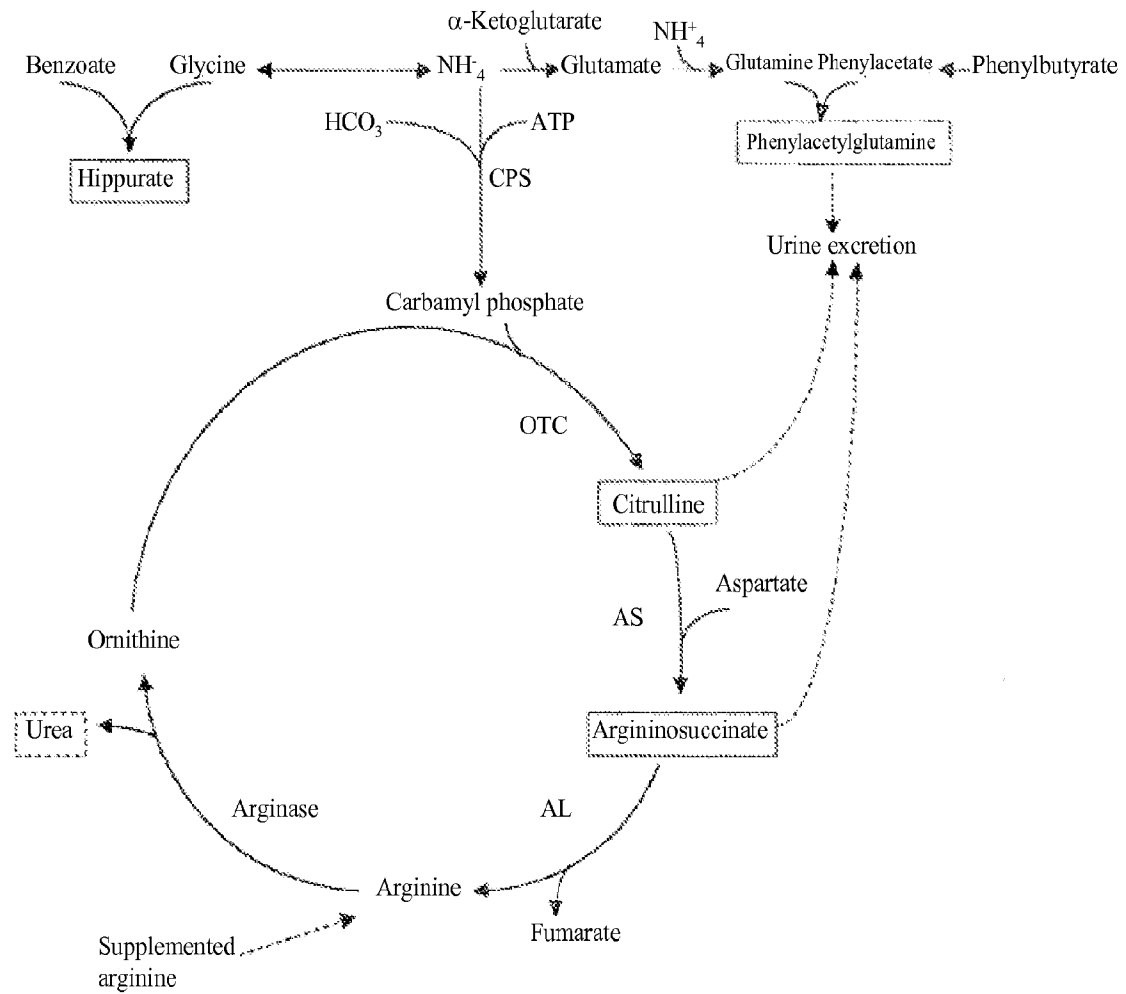 α-Ketoglutarate
NH+4
Benzoate
Glycine
NH-4
Glutamate
Glutamine Phenylacetate
Phenylbutyrate
HCO3
ATP
Phenylacetylglutamine
Hippurate
CPS
Urine excretion
Carbamyl phosphate
OTC
Citrulline
Aspartate
AS
Ornithine
Urea
Argininosuccinate
Arginase
AL
Arginine
Fumarate
Supplemented
arginine